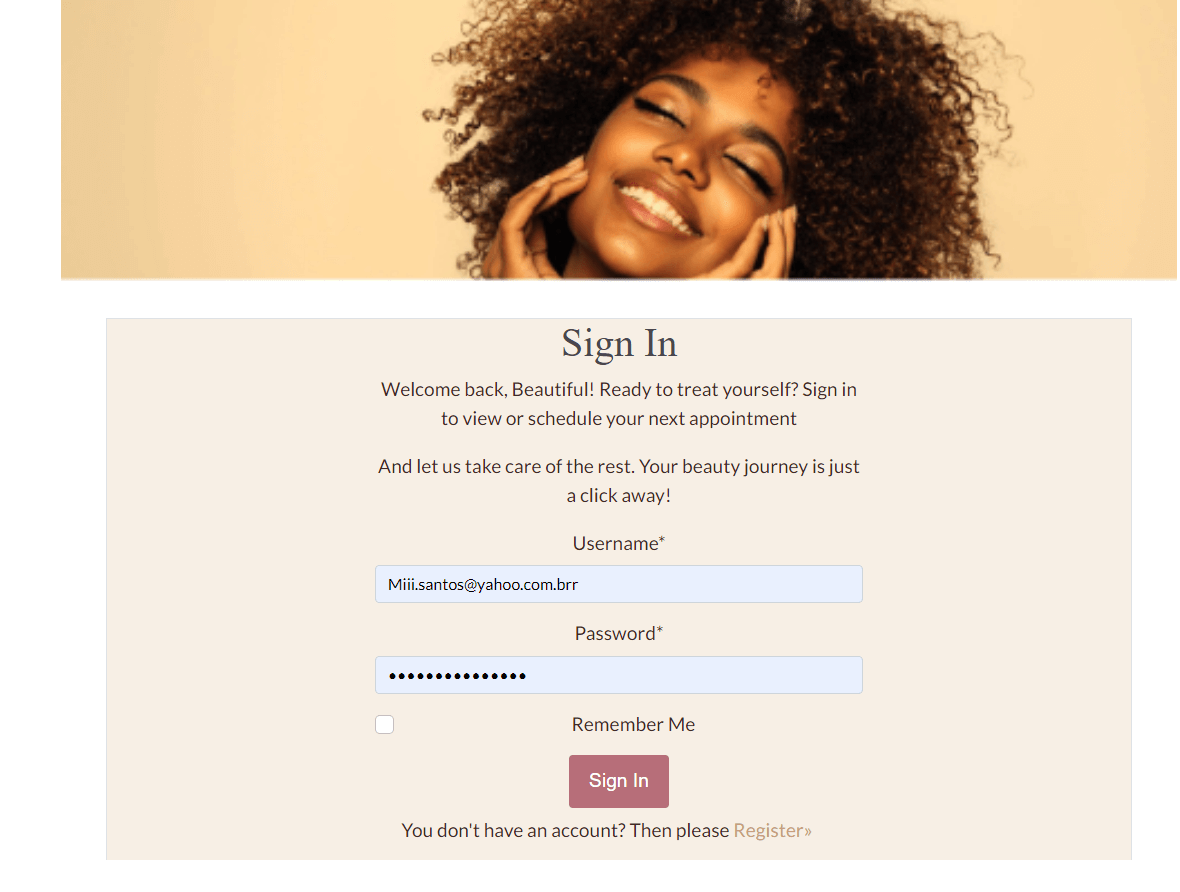 Sign In
Welcome back, Beautiful! Ready to treat yourself? Sign in
to view or schedule your next appointment
And let us take care of the rest. Your beauty journey is just
a click away!
Username*
Miii.santos@yahoo.com.brr
Password*
•••••••••••••••
Remember Me
Sign In
You don't have an account? Then please Register»